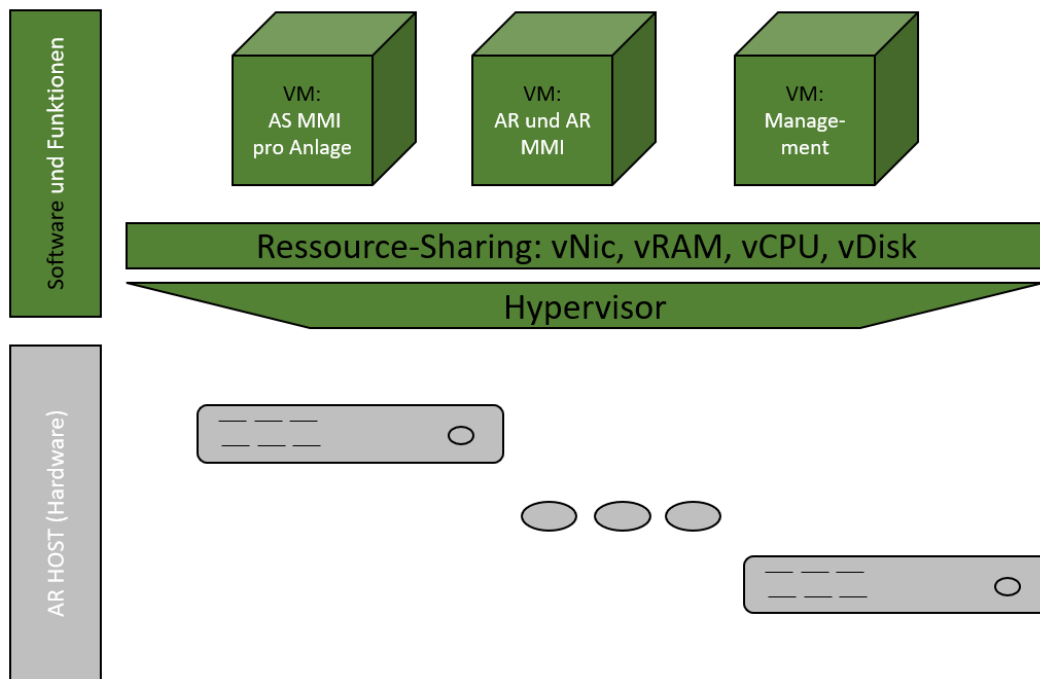 Software und Funktionen
VM:
AS MMI
pro Anlage
VM:
AR und AR
MMI
VM:
Manage-
ment
Ressource-Sharing: vNic, vRAM, vCPU, vDisk
Hypervisor
AR HOST (Hardware)